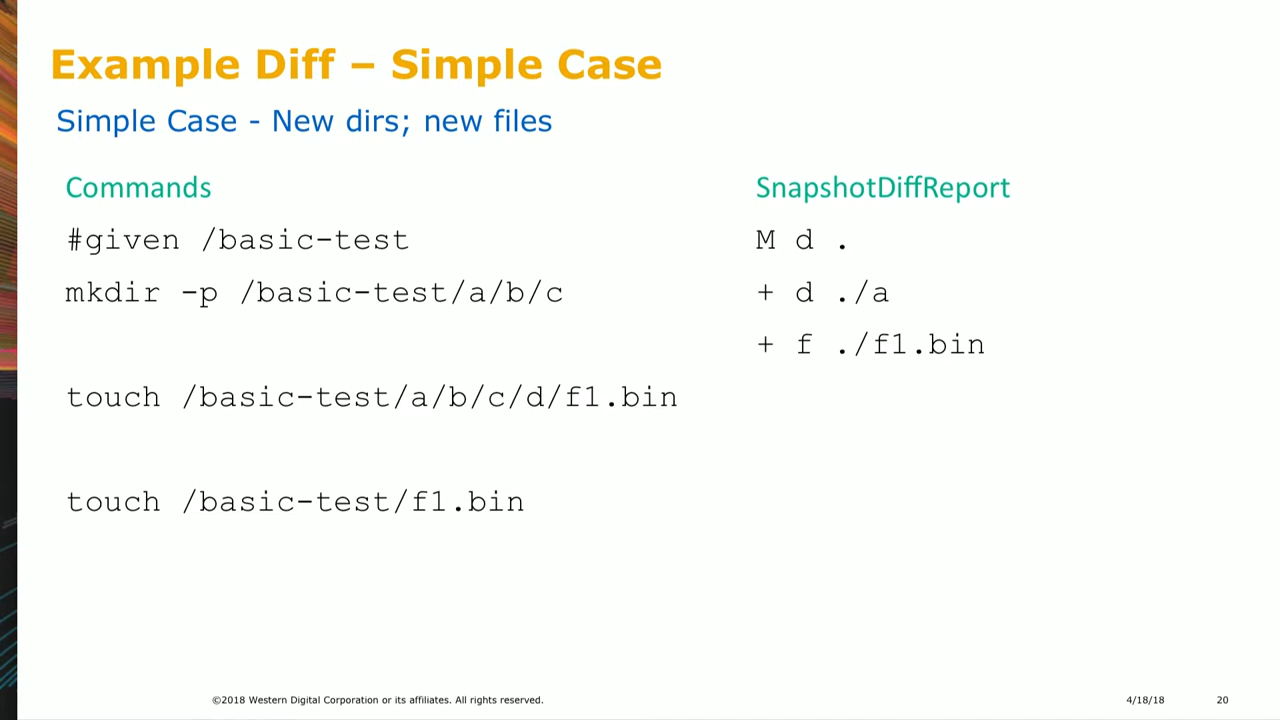 Example Diff – Simple Case
Simple Case - New dirs; new files
Commands
#given /basic-test
mkdir -p /basic-test/a/b/c
touch /basic-test/a/b/c/d/f1.bin
touch /basic-test/f1.bin
SnapshotDiffReport
M d .
+ d ./a
+ f ./f1.bin
©2018 Western Digital Corporation or its affiliates. All rights reserved.
4/18/18
20